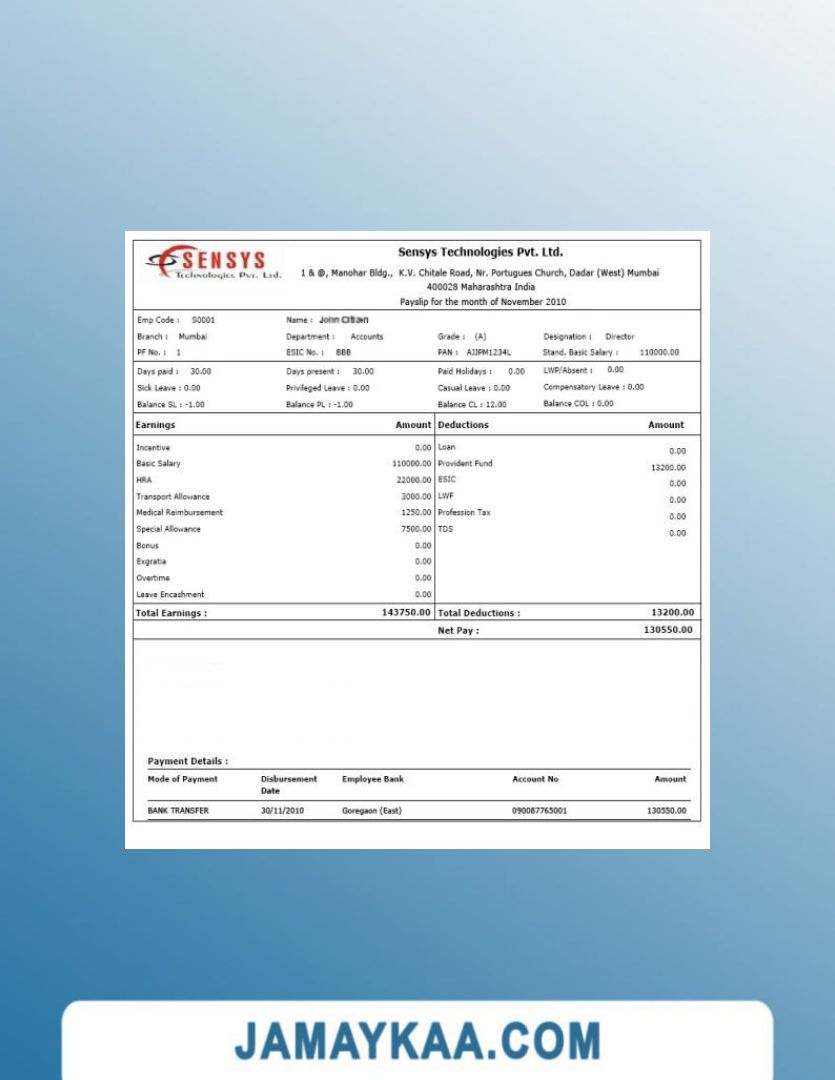 SENSYS
Technologies Pvt. Ltd.
Sensys Technologies Pvt. Ltd.
1 & @, Manohar Bldg., K.V. Chitale Road, Nr. Portugues Church, Dadar (West) Mumbai
400028 Maharashtra India
Payslip for the month of November 2010
Emp Code : S0001 Name : John Citizen
Branch : Mumbai Department : Accounts Grade : (A) Designation : Director
PF No. : 1 ESIC No. : BBB PAN : AJJPM1234L Stand. Basic Salary : 110000.00
Days paid : 30.00 Days present : 30.00 Paid Holidays : 0.00 LWP/Absent : 0.00
Sick Leave : 0.00 Privileged Leave : 0.00 Casual Leave : 0.00 Compensatory Leave : 0.00
Balance SL : -1.00 Balance PL : -1.00 Balance CL : 12.00 Balance COL : 0.00
Earnings Amount Deductions Amount
Incentive 0.00 Loan 0.00
Basic Salary 110000.00 Provident Fund 13200.00
HRA 22000.00 ESIC 0.00
Transport Allowance 3000.00 LWF 0.00
Medical Reimbursement 1250.00 Profession Tax 0.00
Special Allowance 7500.00 TDS 0.00
Bonus 0.00
Exgratia 0.00
Overtime 0.00
Leave Encashment 0.00
Total Earnings : 143750.00 Total Deductions : 13200.00
Net Pay : 130550.00
Payment Details :
Mode of Payment Disbursement Date Employee Bank Account No Amount
BANK TRANSFER 30/11/2010 Goregaon (East) 090087765001 130550.00
JAMAYKAA.COM